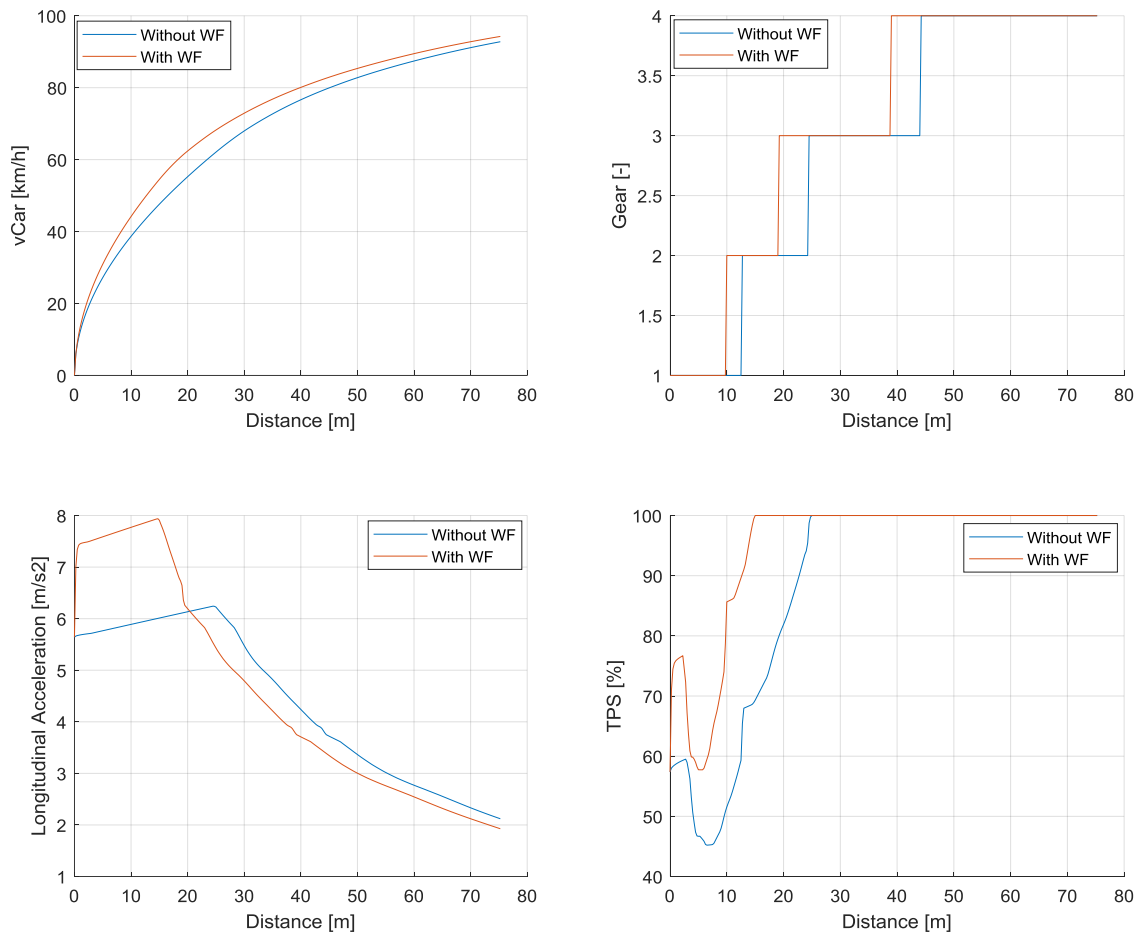 100
80
60
40
20
0
vCar [km/h]
Without WF
With WF
0 10 20 30 40 50 60 70 80
Distance [m]
4
3.5
3
2.5
2
1.5
1
Gear [-]
Without WF
With WF
0 10 20 30 40 50 60 70 80
Distance [m]
8
7
6
5
4
3
2
1
Longitudinal Acceleration [m/s2]
Without WF
With WF
0 10 20 30 40 50 60 70 80
Distance [m]
100
90
80
70
60
50
40
TPS [%]
Without WF
With WF
0 10 20 30 40 50 60 70 80
Distance [m]